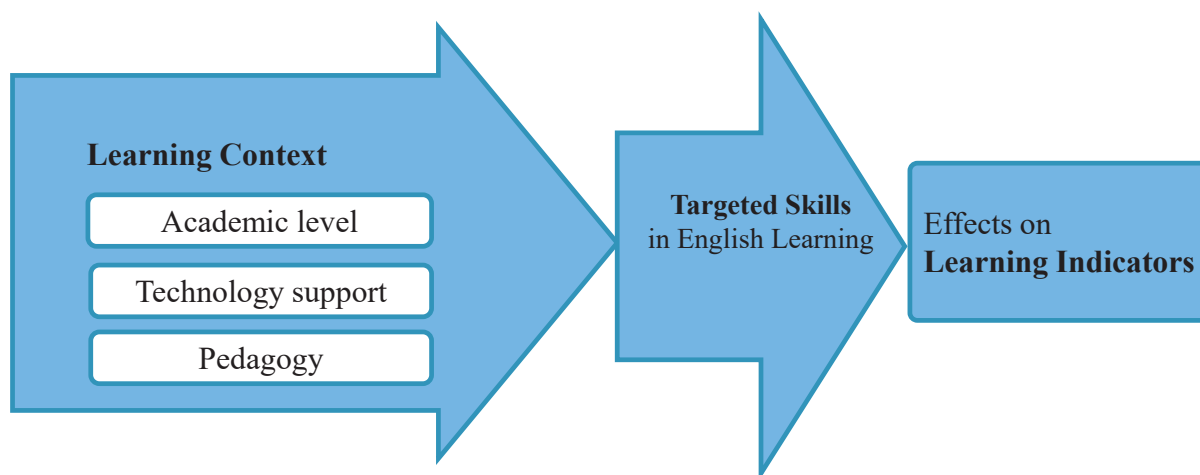 Learning Context
Academic level
Technology support
Pedagogy
Targeted Skills
in English Learning
Effects on
Learning Indicators